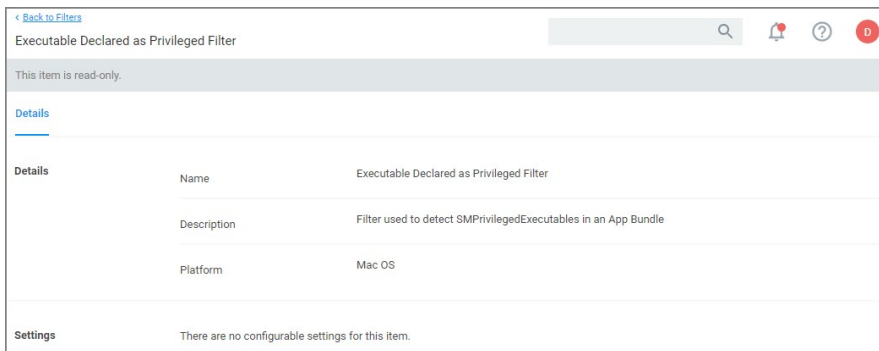 ‹ Back to Filters
Executable Declared as Privileged Filter
D
This item is read-only.
Details
Details
Name
Executable Declared as Privileged Filter
Description
Filter used to detect SMPrivilegedExecutables in an App Bundle
Platform
Mac OS
Settings
There are no configurable settings for this item.